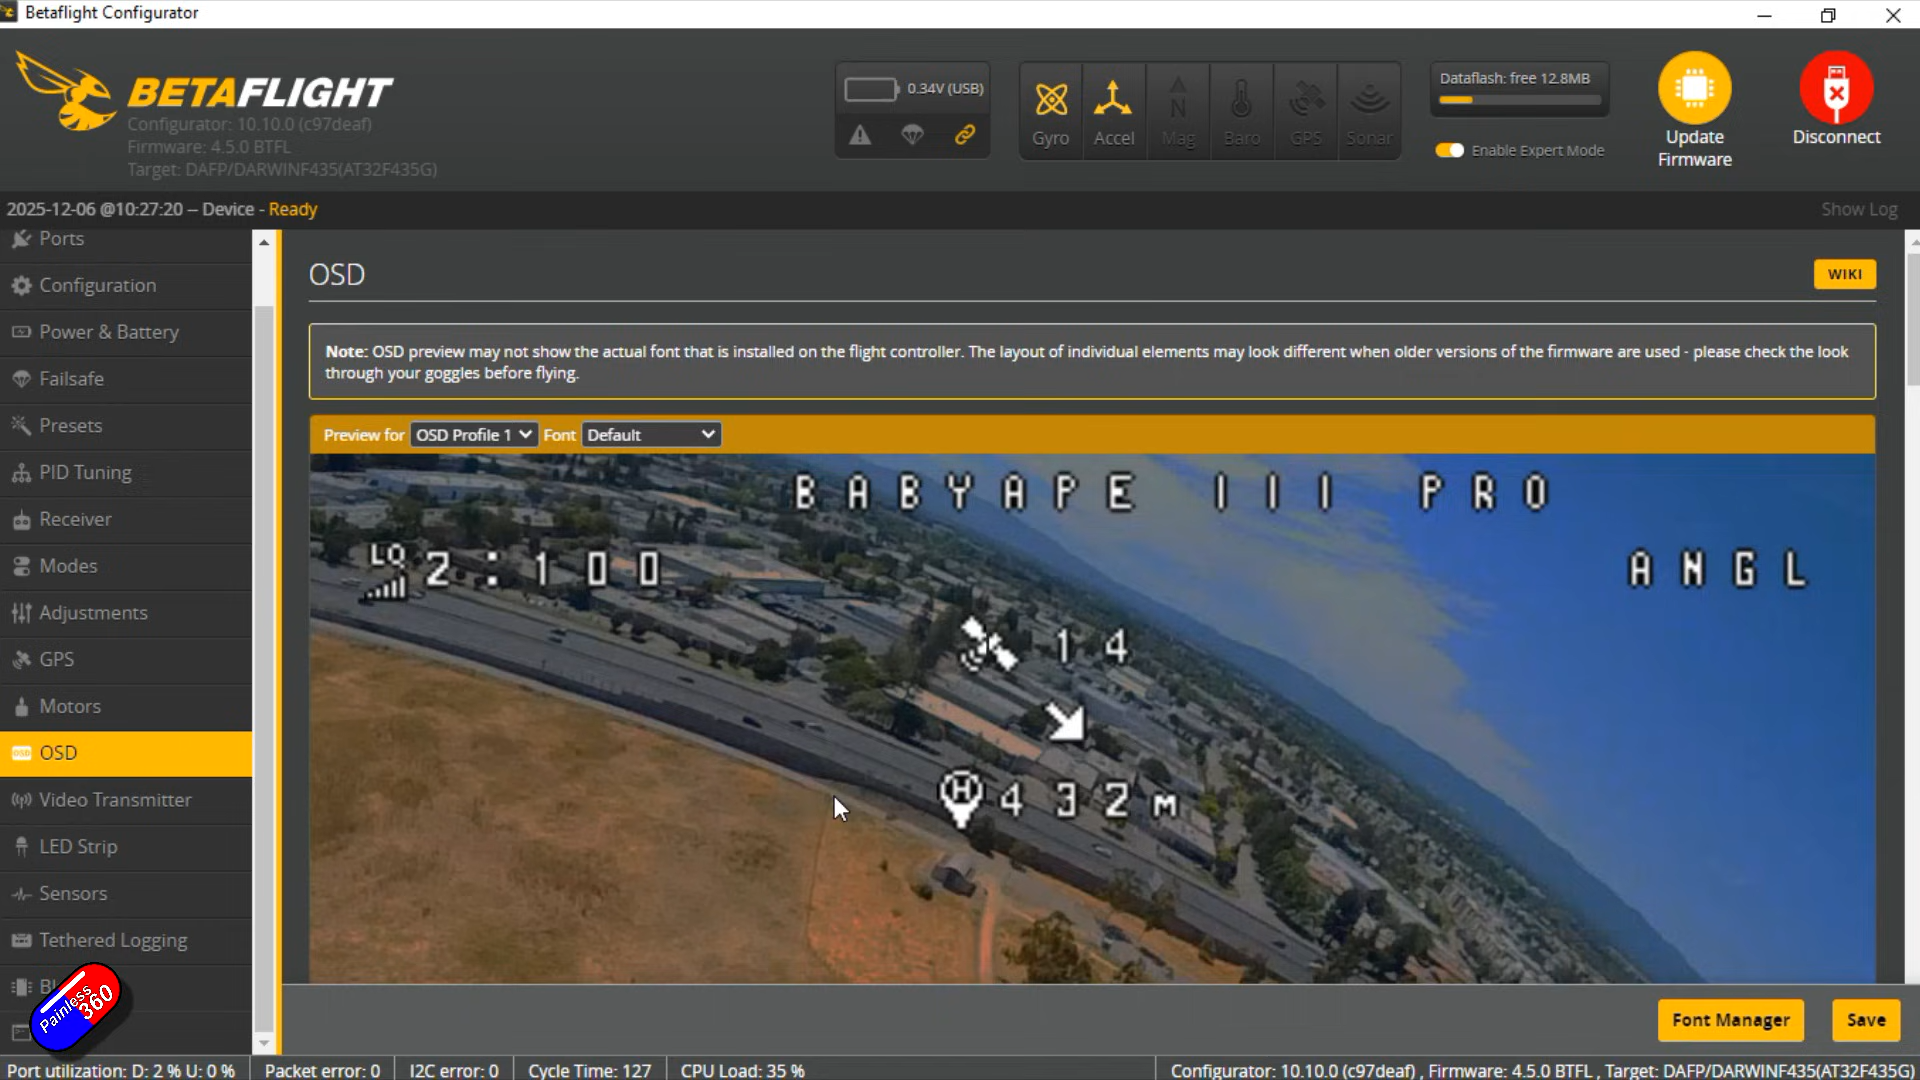 Betaflight Configurator
BETAFLIGHT
Configurator: 10.10.0 (c97deaf)
Firmware: 4.5.0 BTFL
Target: DAFP/DARWINF435(AT32F435G)
0.34V (USB)
Gyro
Accel
Mag
Baro
GPS
Sonar
Dataflash: free 12.8MB
Enable Expert Mode
Update
Firmware
Disconnect
2025-12-06 @10:27:20 – Device - Ready
Show Log
Ports
Configuration
Power & Battery
Failsafe
Presets
PID Tuning
Receiver
Modes
Adjustments
GPS
Motors
OSD
Video Transmitter
LED Strip
Sensors
Tethered Logging
Painless
360
OSD
WIKI
Note: OSD preview may not show the actual font that is installed on the flight controller. The layout of individual elements may look different when older versions of the firmware are used - please check the look
through your goggles before flying.
Preview for OSD Profile 1 Font Default
BABYAPE III PRO
LQ 2:100
ANGL
14
H 432m
Font Manager
Save
Port utilization: D: 2 % U: 0 %
Packet error: 0
I2C error: 0
Cycle Time: 127
CPU Load: 35 %
Configurator: 10.10.0 (c97deaf) , Firmware: 4.5.0 BTFL , Target: DAFP/DARWINF435(AT32F435G)